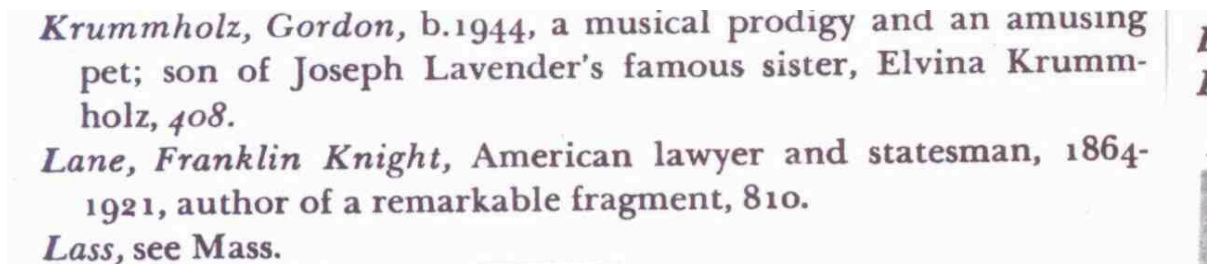 Krummholz, Gordon, b.1944, a musical prodigy and an amusing
pet; son of Joseph Lavender's famous sister, Elvina Krumm-
holz, 408.
Lane, Franklin Knight, American lawyer and statesman, 1864-
1921, author of a remarkable fragment, 810.
Lass, see Mass.